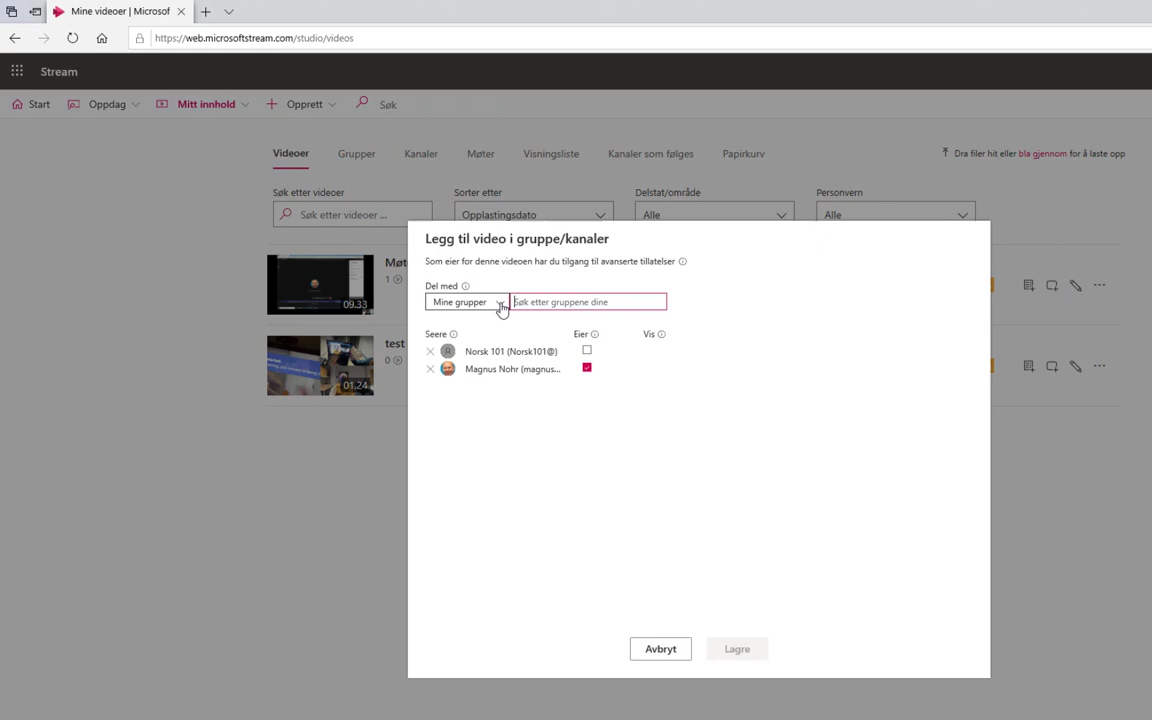 Mine videoer | Microsof
https://web.microsoftstream.com/studio/videos
Stream
Start Oppdag Mitt innhold Opprett Søk
Videoer Grupper Kanaler Møter Visningsliste Kanaler som følges Papirkurv Dra filer hit eller bla gjennom for å laste opp
Søk etter videoer Sorter etter Delstat/område Personvern
Søk etter videoer ... Opplastingsdato Alle Alle
Legg til video i gruppe/kanaler
Som eier for denne videoen har du tilgang til avanserte tillatelser
Møt
1
09.33
Del med
Mine grupper Søk etter gruppene dine
Seere Eier Vis
Norsk 101 (Norsk101@)
Magnus Nohr (magnus...
test
0
01.24
Avbryt Lagre